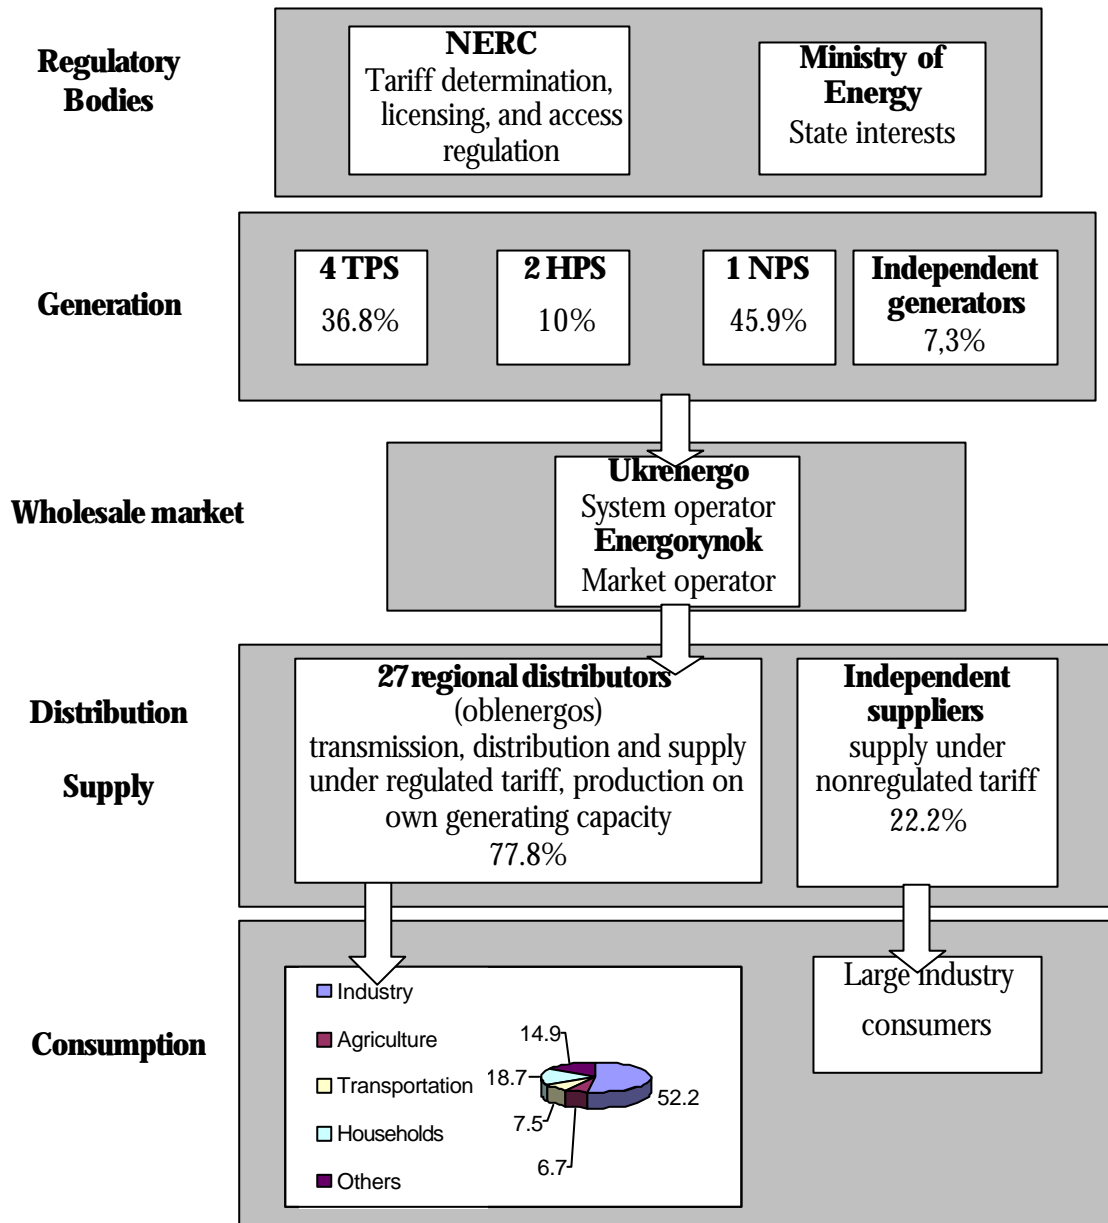 Regulatory
Bodies
NERC
Tariff determination,
licensing, and access
regulation
Ministry of
Energy
State interests
Generation
4 TPS
36.8%
2 HPS
10%
1 NPS
45.9%
Independent
generators
7,3%
Wholesale market
Ukrenergo
System operator
Energorynok
Market operator
Distribution
Supply
27 regional distributors
(oblenergos)
transmission, distribution and supply
under regulated tariff, production on
own generating capacity
77.8%
Independent
suppliers
supply under
nonregulated tariff
22.2%
Consumption
Industry
Agriculture
Transportation
Households
Others
14.9
18.7
7.5
6.7
52.2
Large industry
consumers